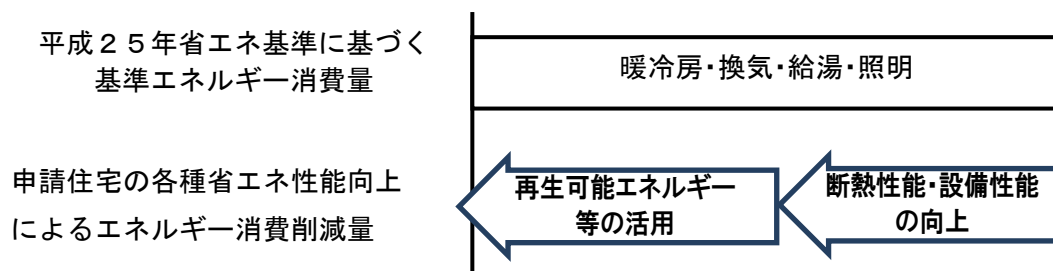 平成２５年省エネ基準に基づく
基準エネルギー消費量
暖冷房・換気・給湯・照明
申請住宅の各種省エネ性能向上
によるエネルギー消費削減量
再生可能エネルギー
等の活用
断熱性能・設備性能
の向上